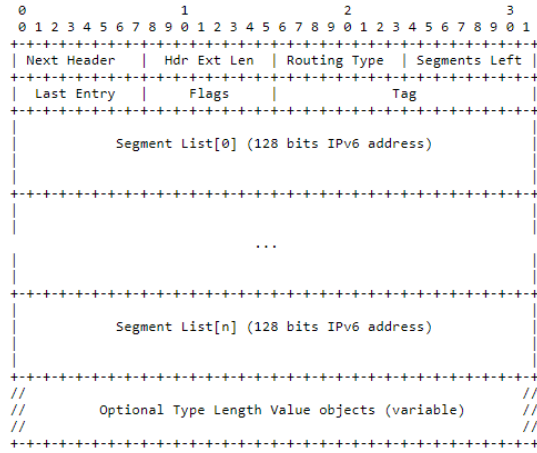 0                   1                   2                   3
0 1 2 3 4 5 6 7 8 9 0 1 2 3 4 5 6 7 8 9 0 1 2 3 4 5 6 7 8 9 0 1
+-+-+-+-+-+-+-+-+-+-+-+-+-+-+-+-+-+-+-+-+-+-+-+-+-+-+-+-+-+-+-+-+
| Next Header   |  Hdr Ext Len  | Routing Type  | Segments Left |
+-+-+-+-+-+-+-+-+-+-+-+-+-+-+-+-+-+-+-+-+-+-+-+-+-+-+-+-+-+-+-+-+
|  Last Entry   |     Flags     |              Tag              |
+-+-+-+-+-+-+-+-+-+-+-+-+-+-+-+-+-+-+-+-+-+-+-+-+-+-+-+-+-+-+-+-+
|                                                               |
|            Segment List[0] (128 bits IPv6 address)            |
|                                                               |
|                                                               |
+-+-+-+-+-+-+-+-+-+-+-+-+-+-+-+-+-+-+-+-+-+-+-+-+-+-+-+-+-+-+-+-+
|                                                               |
|                                                               |
                              ...
|                                                               |
|                                                               |
+-+-+-+-+-+-+-+-+-+-+-+-+-+-+-+-+-+-+-+-+-+-+-+-+-+-+-+-+-+-+-+-+
|                                                               |
|            Segment List[n] (128 bits IPv6 address)            |
|                                                               |
|                                                               |
+-+-+-+-+-+-+-+-+-+-+-+-+-+-+-+-+-+-+-+-+-+-+-+-+-+-+-+-+-+-+-+-+
//                                                             //
//         Optional Type Length Value objects (variable)       //
//                                                             //
+-+-+-+-+-+-+-+-+-+-+-+-+-+-+-+-+-+-+-+-+-+-+-+-+-+-+-+-+-+-+-+-+